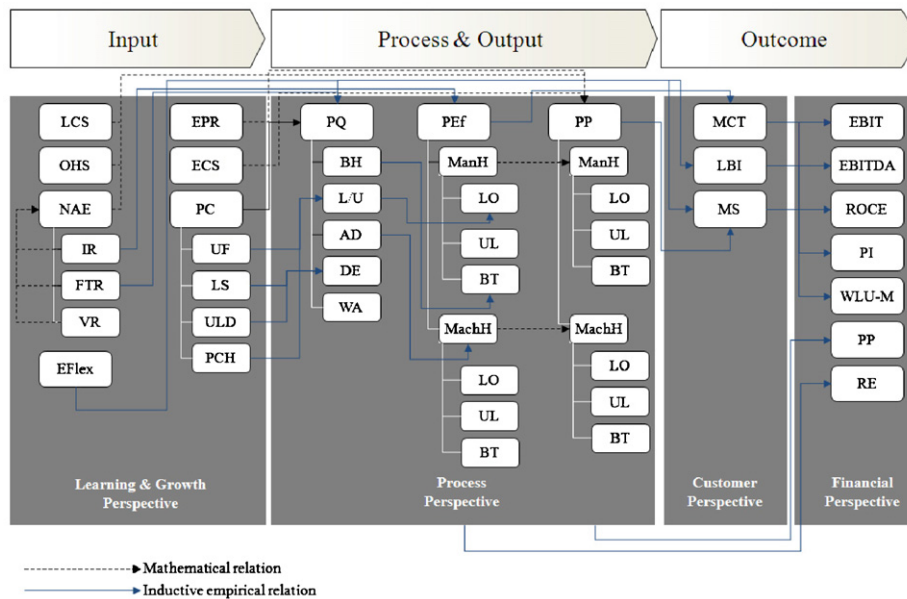 Input
Process & Output
Outcome
LCS
OHS
NAE
IR
FTR
VR
EFlex
EPR
ECS
PC
UF
LS
ULD
PCH
Learning & Growth
Perspective
PQ
BH
L/U
AD
DE
WA
PEf
ManH
LO
UL
BT
MachH
LO
UL
BT
PP
ManH
LO
UL
BT
MachH
LO
UL
BT
Process
Perspective
MCT
LBI
MS
Customer
Perspective
EBIT
EBITDA
ROCE
PI
WLU-M
PP
RE
Financial
Perspective
Mathematical relation
Inductive empirical relation